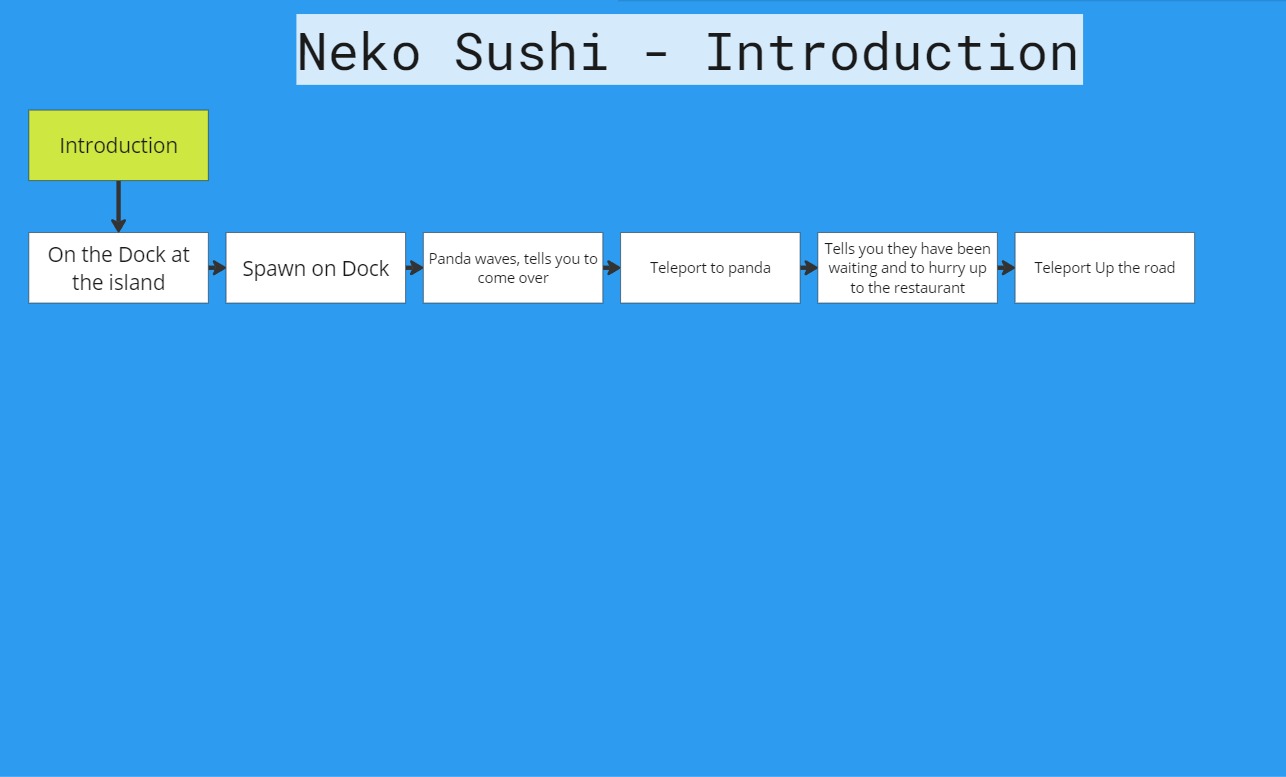 Neko Sushi - Introduction
Introduction
On the Dock at
the island
Spawn on Dock
Panda waves, tells you to
come over
Teleport to panda
Tells you they have been
waiting and to hurry up
to the restaurant
Teleport Up the road